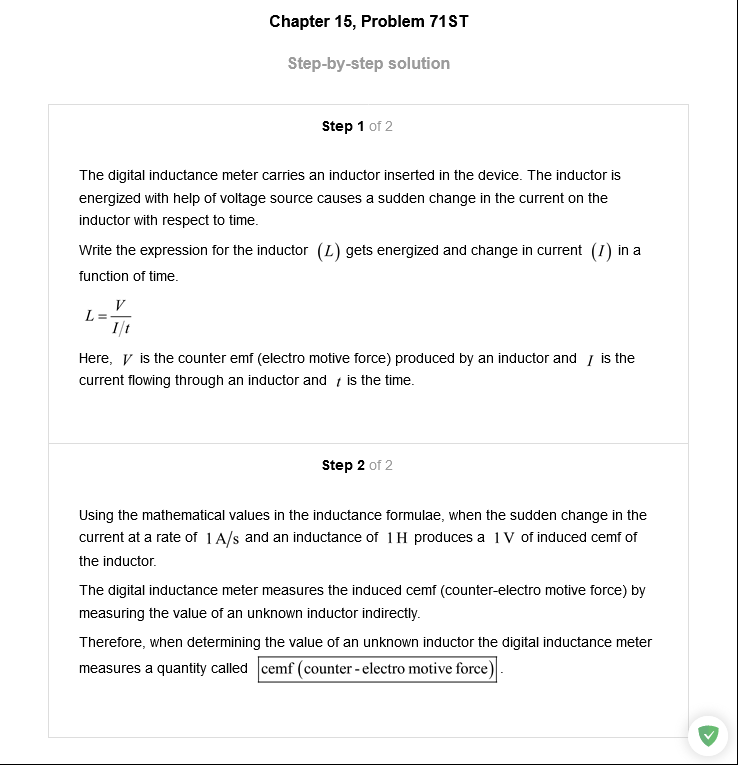 Chapter 15, Problem 71ST
Step-by-step solution
Step 1 of 2
The digital inductance meter carries an inductor inserted in the device. The inductor is
energized with help of voltage source causes a sudden change in the current on the
inductor with respect to time.
Write the expression for the inductor (L) gets energized and change in current (I) in a
function of time.
L = V / (I/t)
Here, V is the counter emf (electro motive force) produced by an inductor and I is the
current flowing through an inductor and t is the time.
Step 2 of 2
Using the mathematical values in the inductance formulae, when the sudden change in the
current at a rate of 1 A/s and an inductance of 1 H produces a 1 V of induced cemf of
the inductor.
The digital inductance meter measures the induced cemf (counter-electro motive force) by
measuring the value of an unknown inductor indirectly.
Therefore, when determining the value of an unknown inductor the digital inductance meter
measures a quantity called cemf (counter - electro motive force).